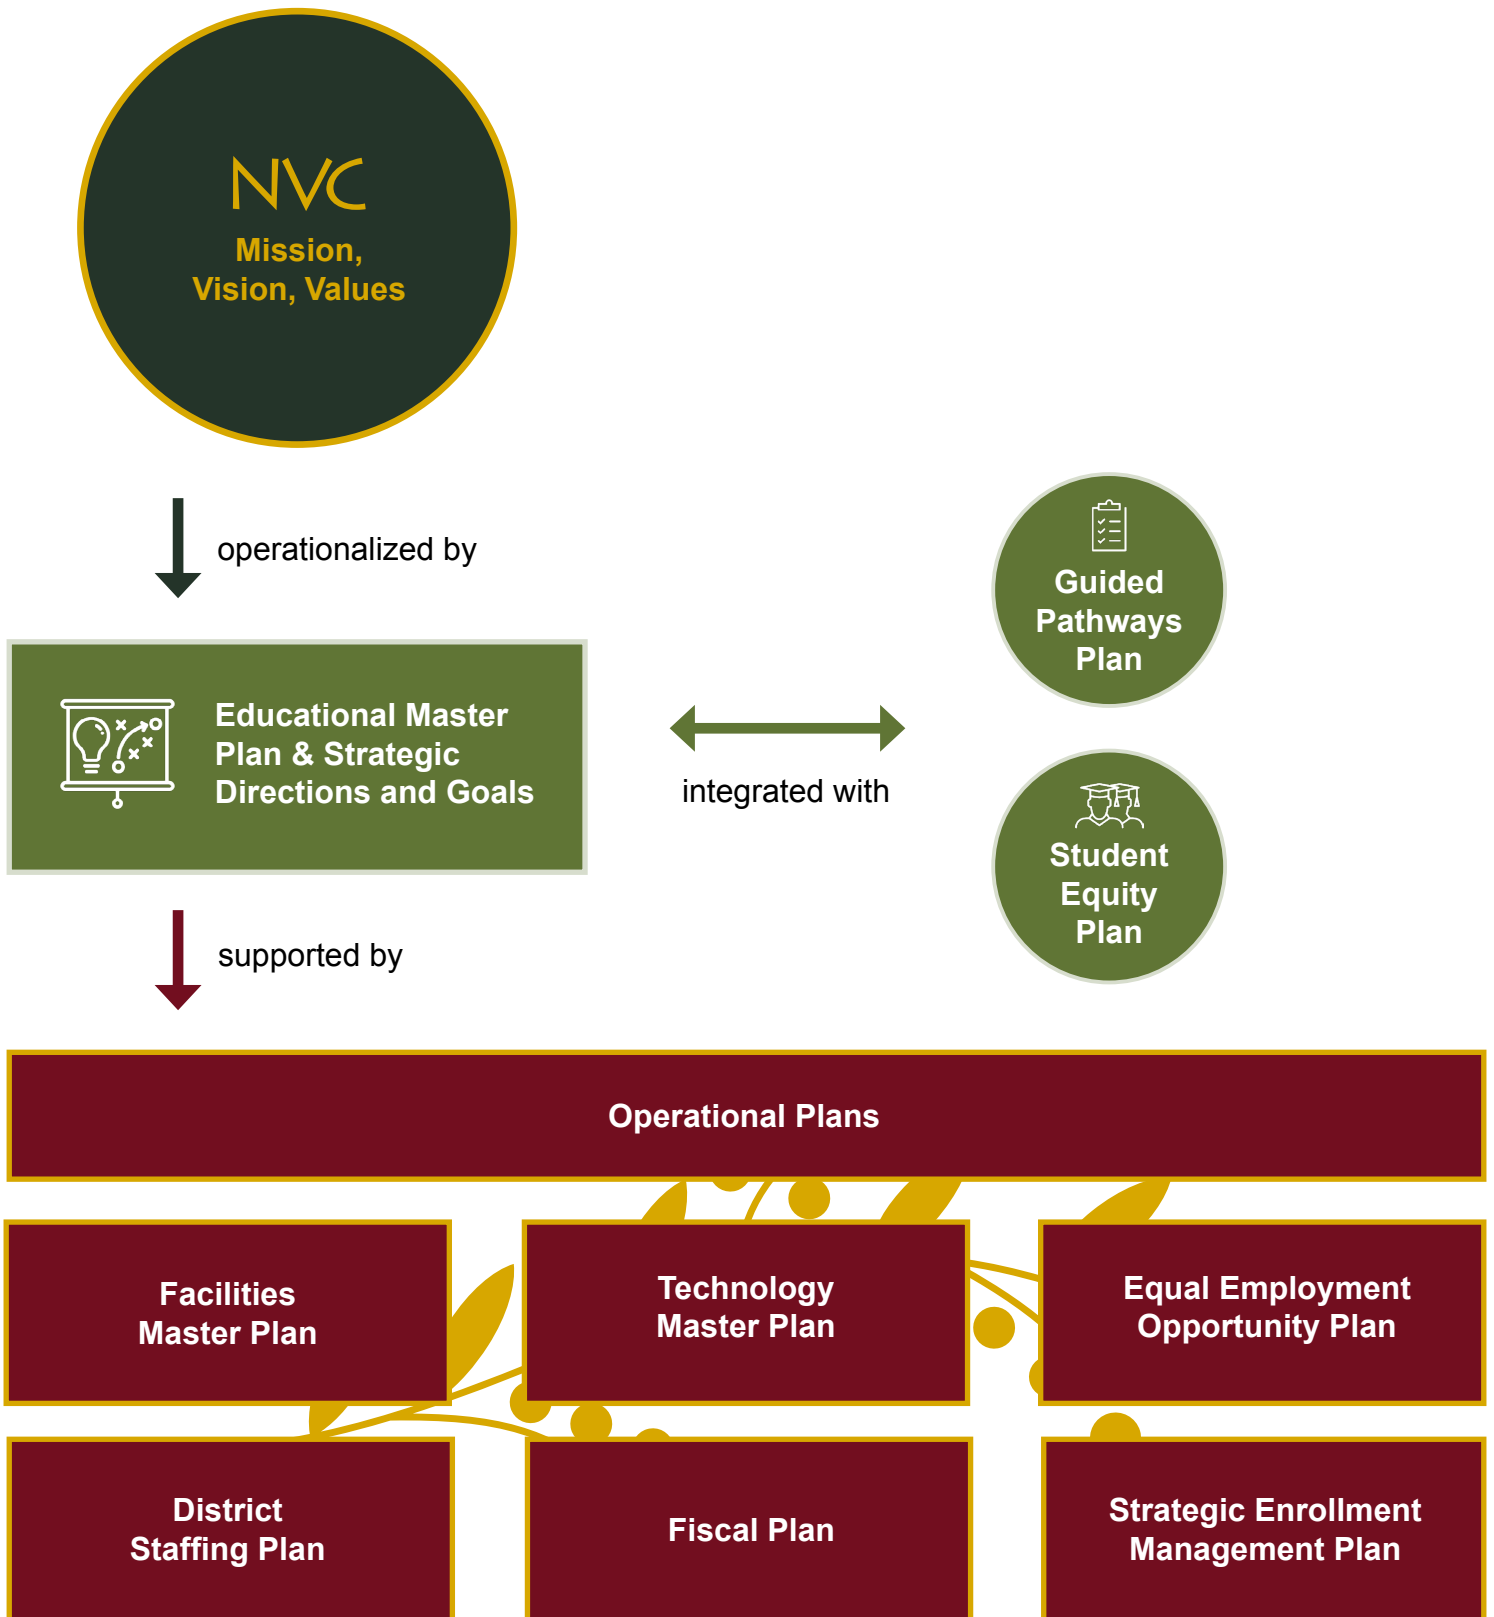 NVC
Mission,
Vision, Values
operationalized by
Educational Master
Plan & Strategic
Directions and Goals
integrated with
Guided
Pathways
Plan
Student
Equity
Plan
supported by
Operational Plans
Facilities
Master Plan
Technology
Master Plan
Equal Employment
Opportunity Plan
District
Staffing Plan
Fiscal Plan
Strategic Enrollment
Management Plan